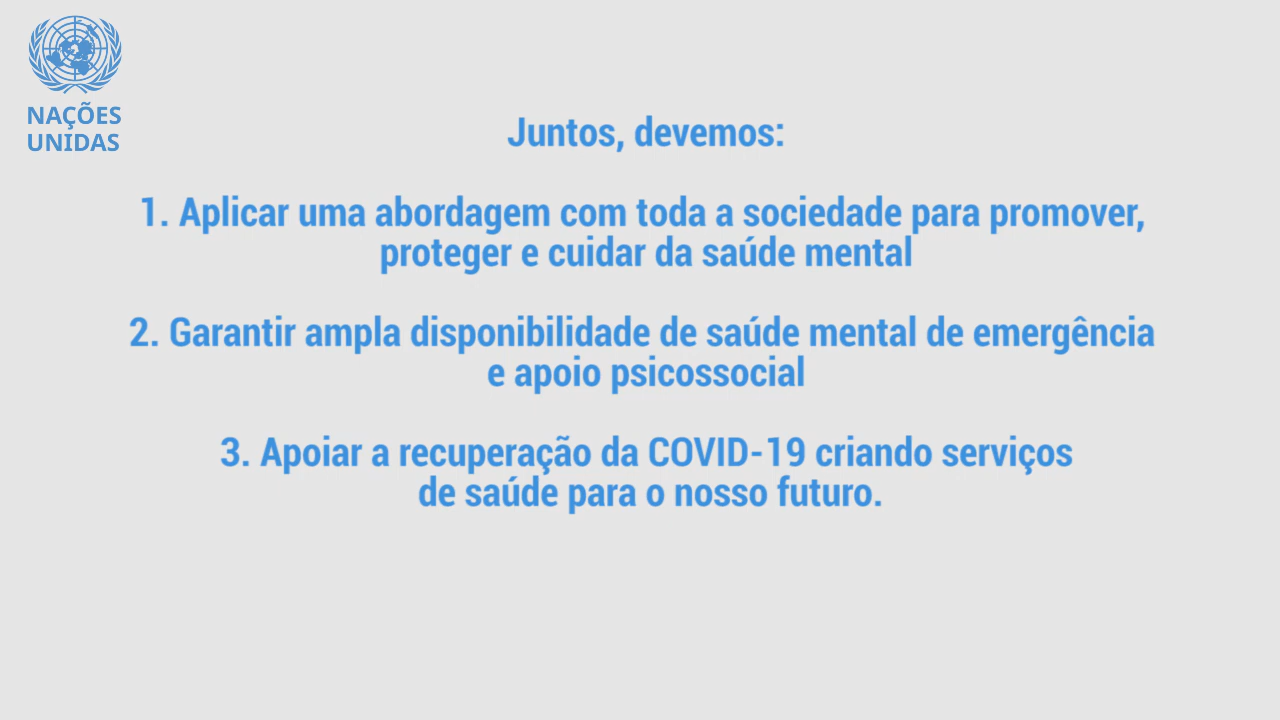 NAÇÕES
UNIDAS
Juntos, devemos:
1. Aplicar uma abordagem com toda a sociedade para promover,
proteger e cuidar da saúde mental
2. Garantir ampla disponibilidade de saúde mental de emergência
e apoio psicossocial
3. Apoiar a recuperação da COVID-19 criando serviços
de saúde para o nosso futuro.